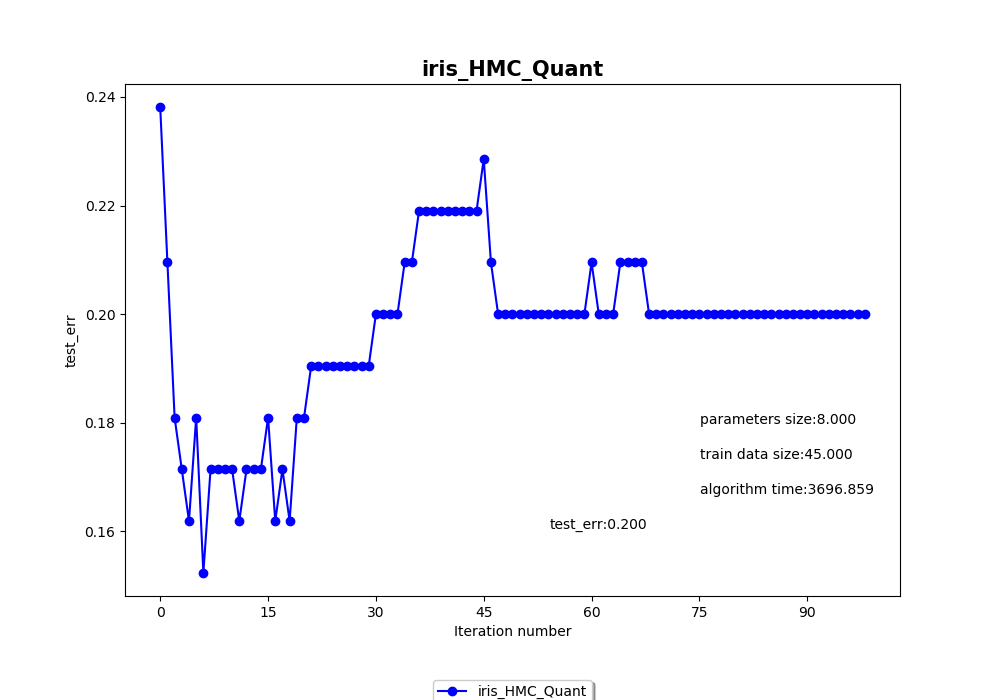 iris_HMC_Quant
0.24
0.22
0.20
0.18
0.16
test_err
parameters size:8.000
train data size:45.000
algorithm time:3696.859
test_err:0.200
0 15 30 45 60 75 90
Iteration number
iris_HMC_Quant